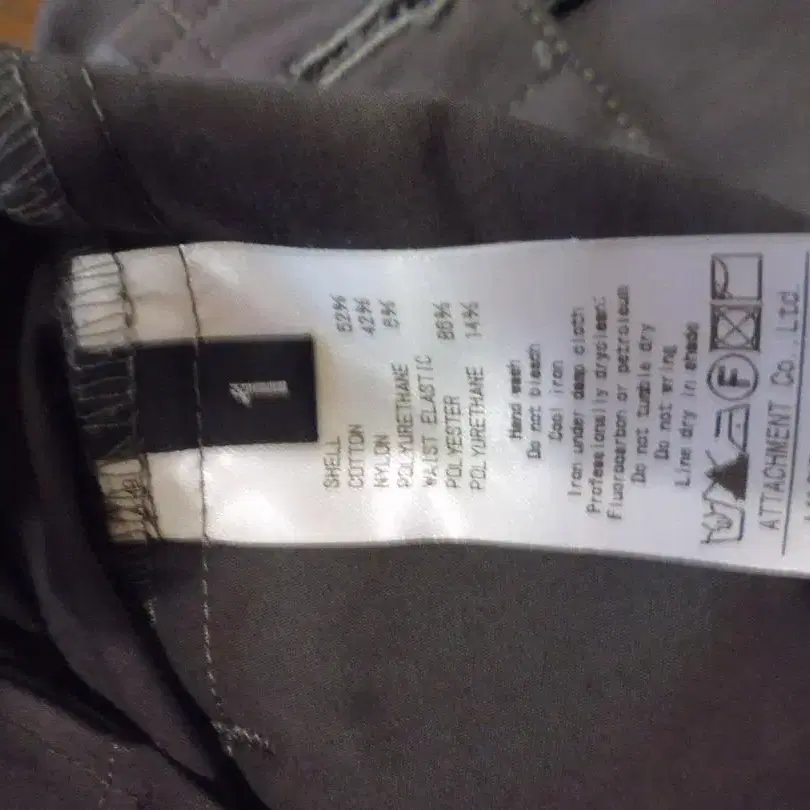 1
SHELL
COTTON 52%
NYLON 42%
POLYURETHANE 6%
WAIST ELASTIC
POLYESTER 86%
POLYURETHANE 14%
Hand wash
Do not bleach
Cool iron
Iron under damp cloth
Professionally dryclean:
Fluorocarbon or petroleum
Do not tumble dry
Do not wring
Line dry in shade
F
ATTACHMENT Co., Ltd.